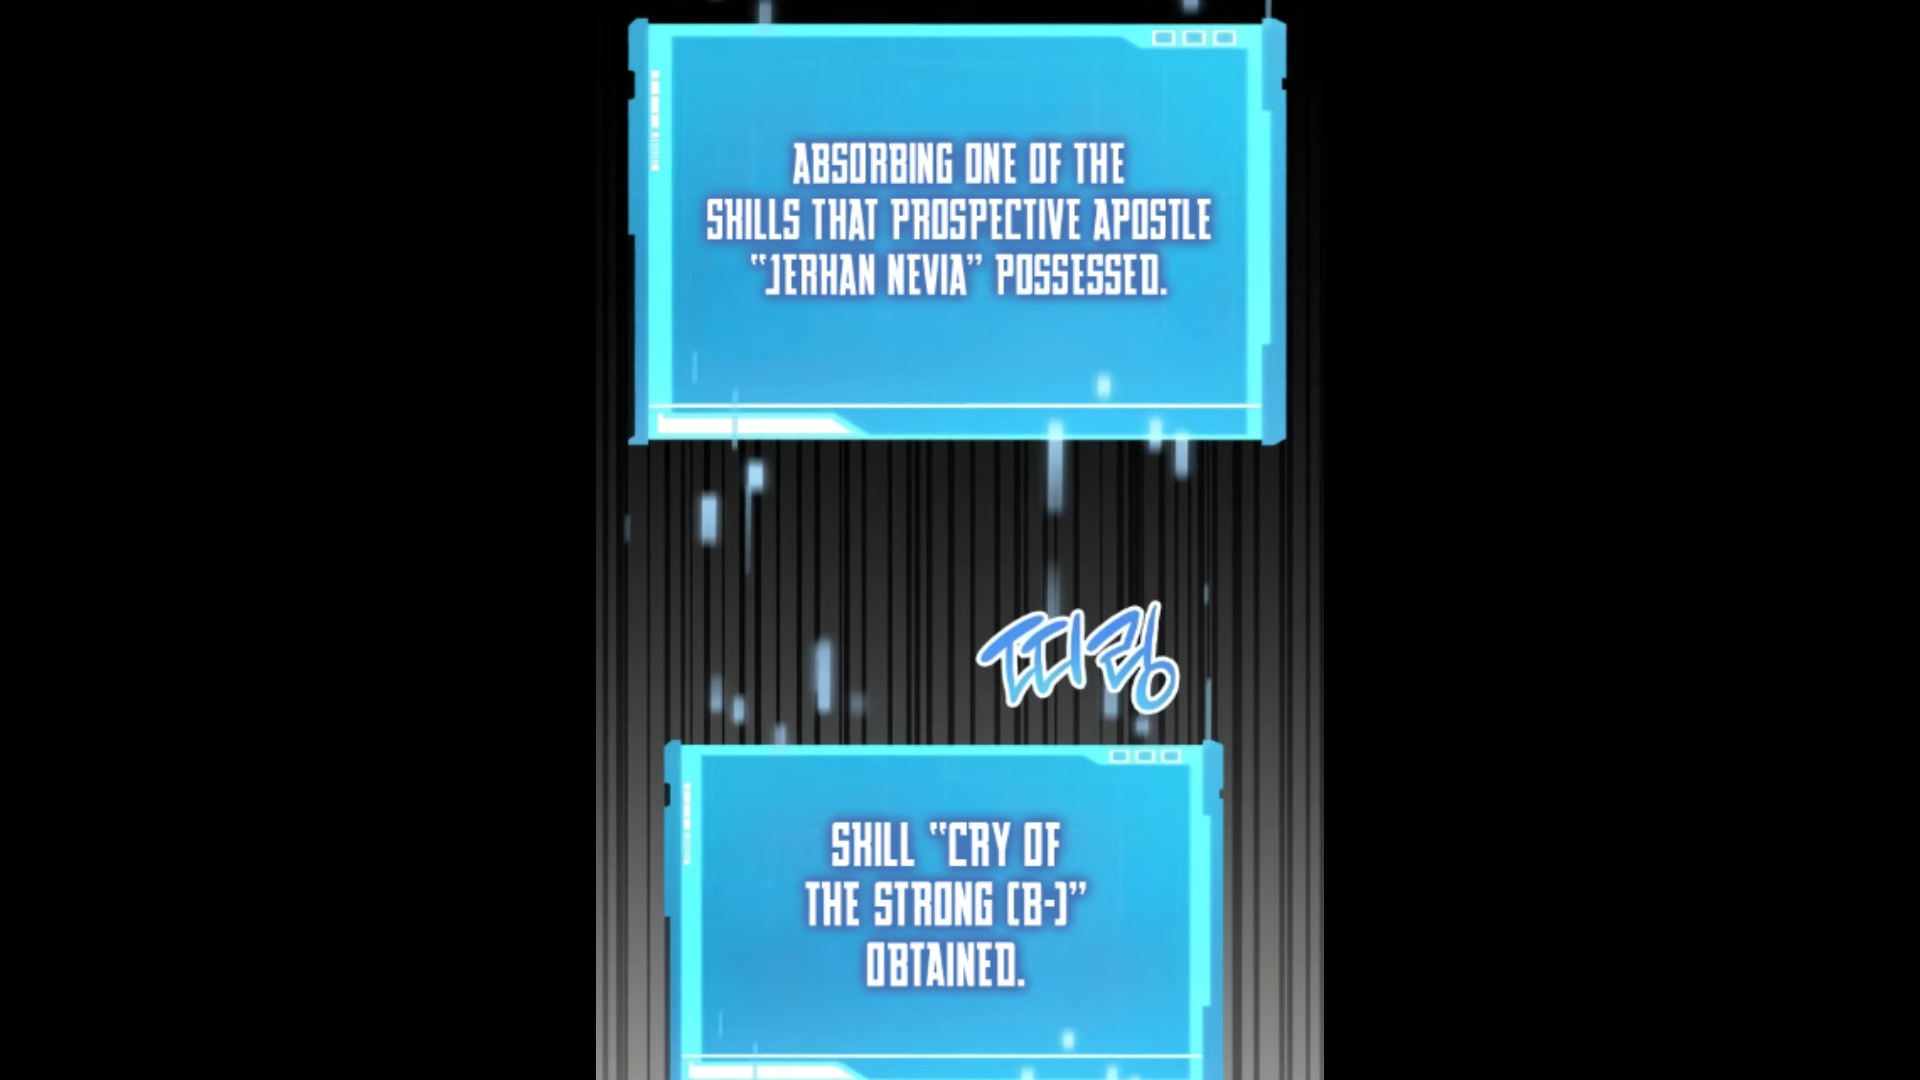 ABSORBING ONE OF THE
SKILLS THAT PROSPECTIVE APOSTLE
“JERHAN NEVIA” POSSESSED.
띠링
SKILL “CRY OF
THE STRONG (B-)”
OBTAINED.